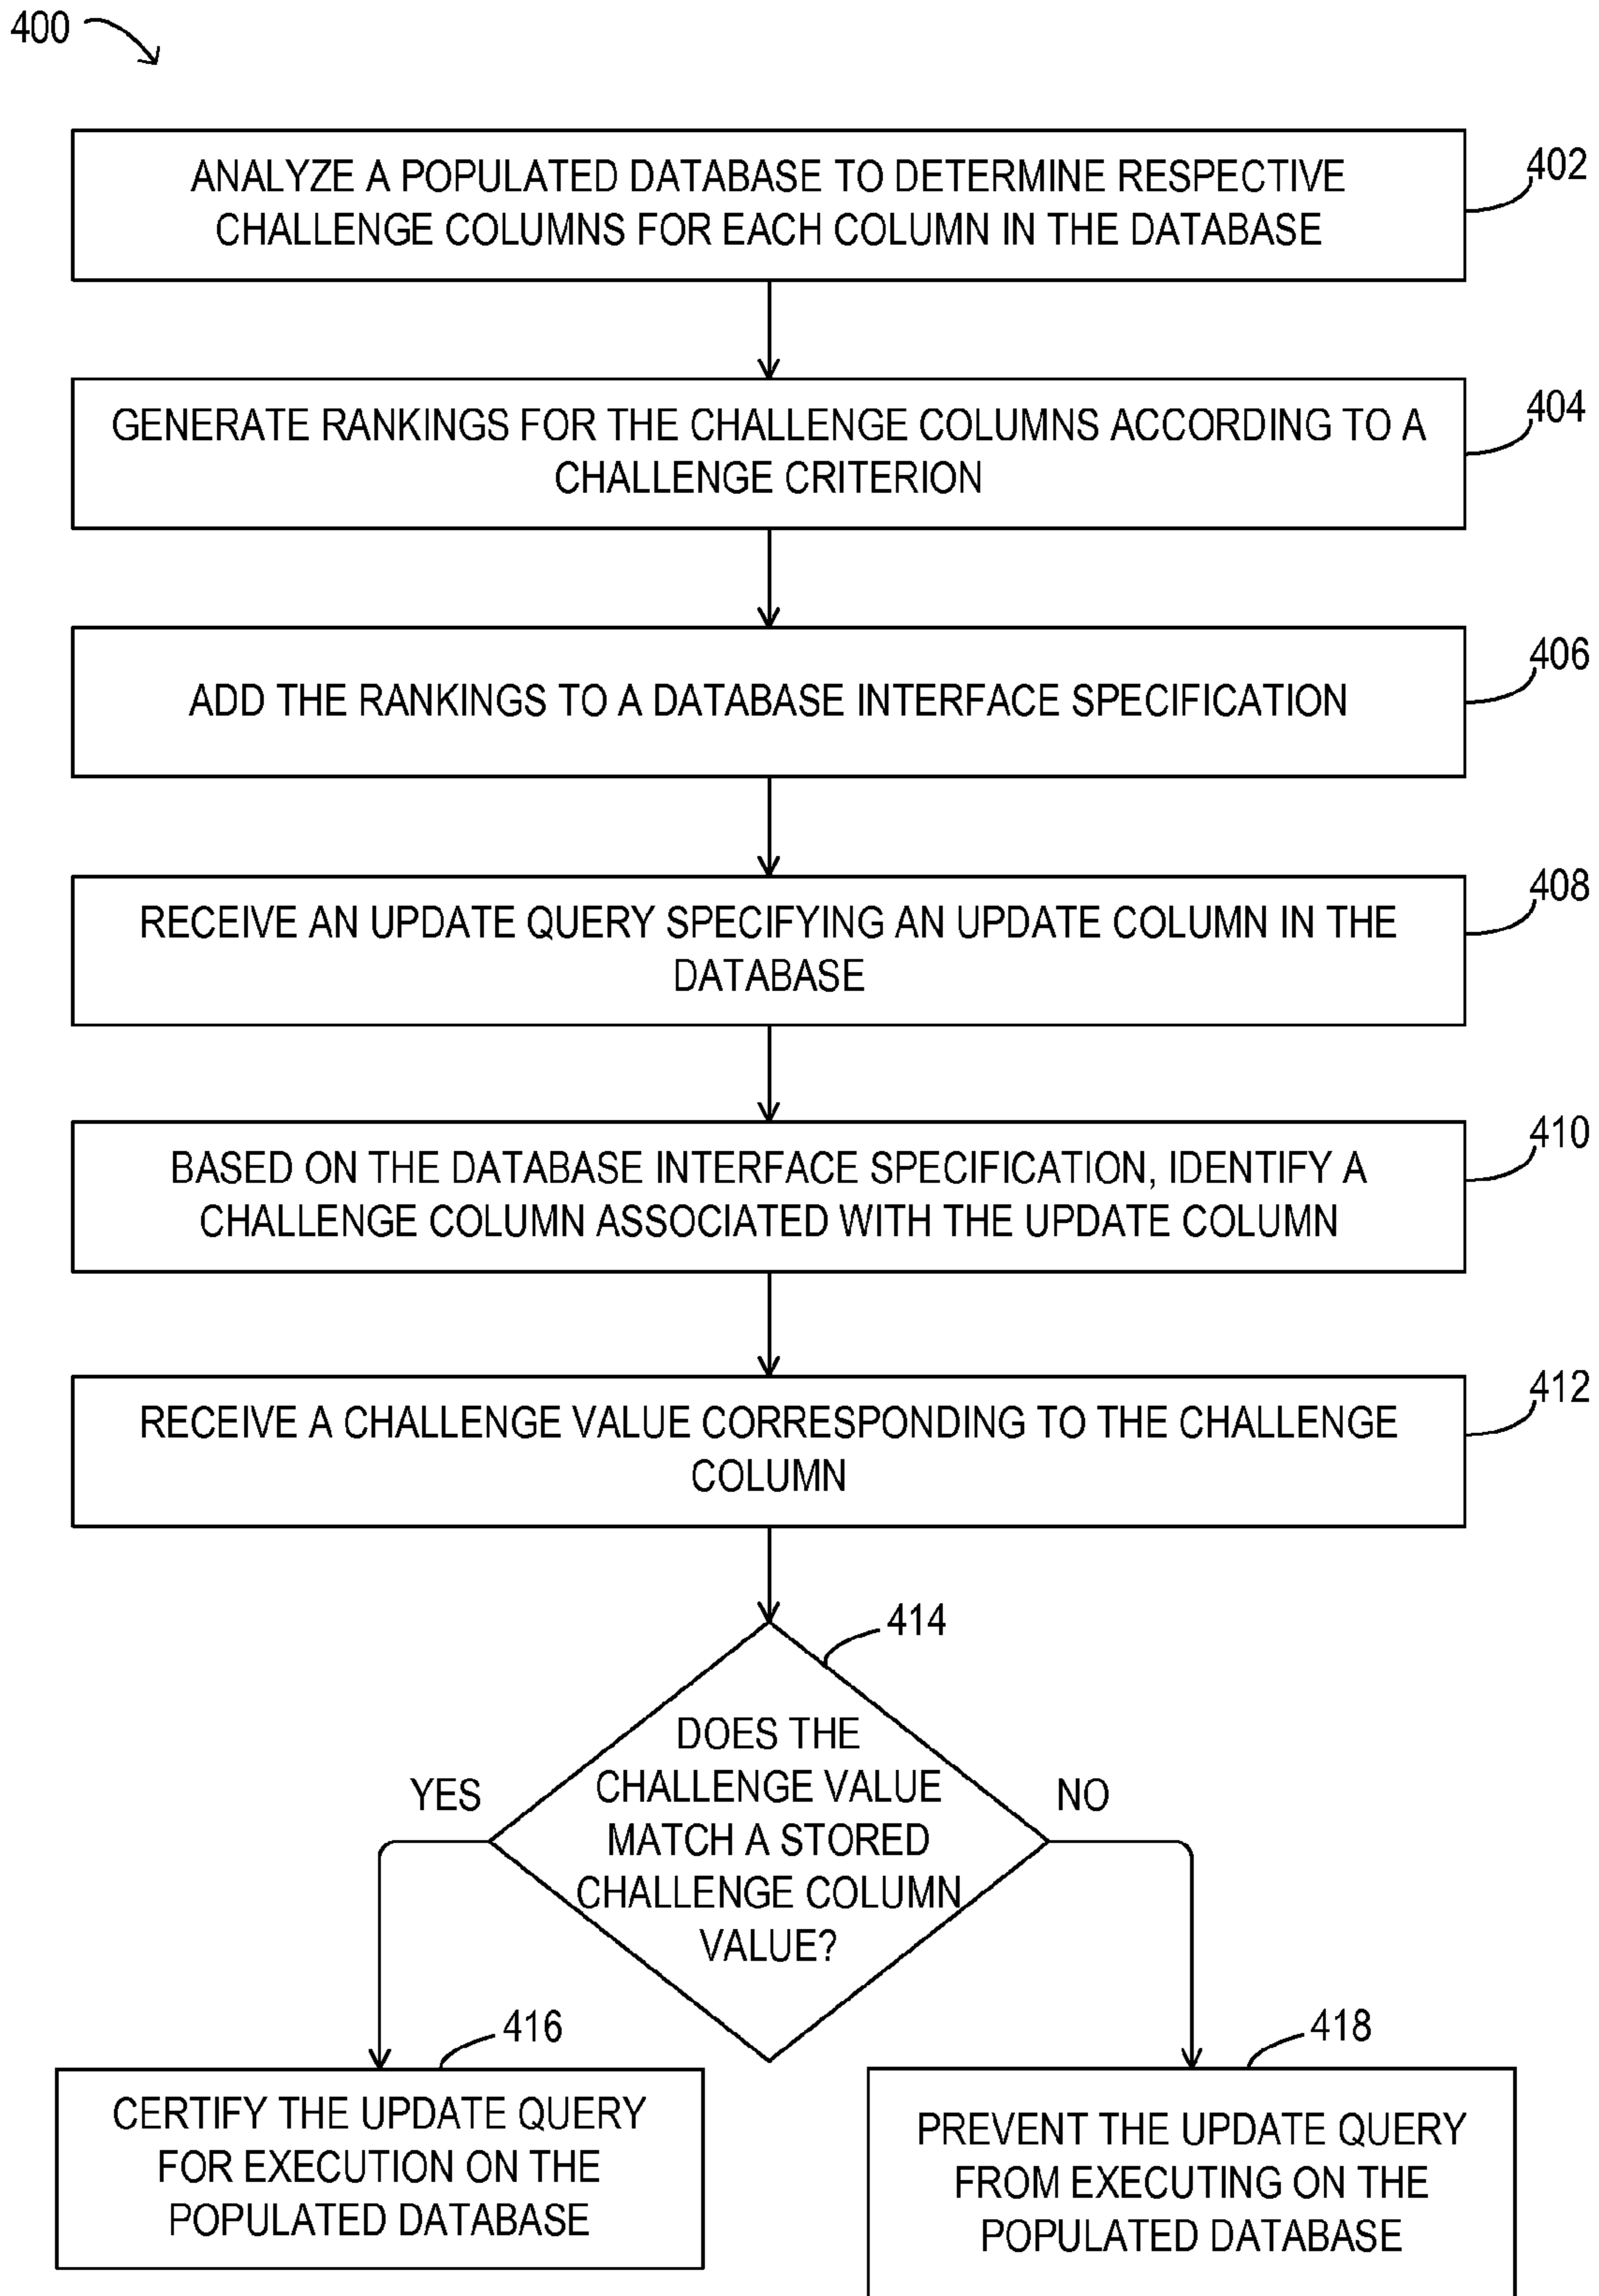 400
ANALYZE A POPULATED DATABASE TO DETERMINE RESPECTIVE
CHALLENGE COLUMNS FOR EACH COLUMN IN THE DATABASE
402
GENERATE RANKINGS FOR THE CHALLENGE COLUMNS ACCORDING TO A
CHALLENGE CRITERION
404
ADD THE RANKINGS TO A DATABASE INTERFACE SPECIFICATION
406
RECEIVE AN UPDATE QUERY SPECIFYING AN UPDATE COLUMN IN THE
DATABASE
408
BASED ON THE DATABASE INTERFACE SPECIFICATION, IDENTIFY A
CHALLENGE COLUMN ASSOCIATED WITH THE UPDATE COLUMN
410
RECEIVE A CHALLENGE VALUE CORRESPONDING TO THE CHALLENGE
COLUMN
412
414
DOES THE
CHALLENGE VALUE
MATCH A STORED
CHALLENGE COLUMN
VALUE?
YES
NO
416
CERTIFY THE UPDATE QUERY
FOR EXECUTION ON THE
POPULATED DATABASE
418
PREVENT THE UPDATE QUERY
FROM EXECUTING ON THE
POPULATED DATABASE